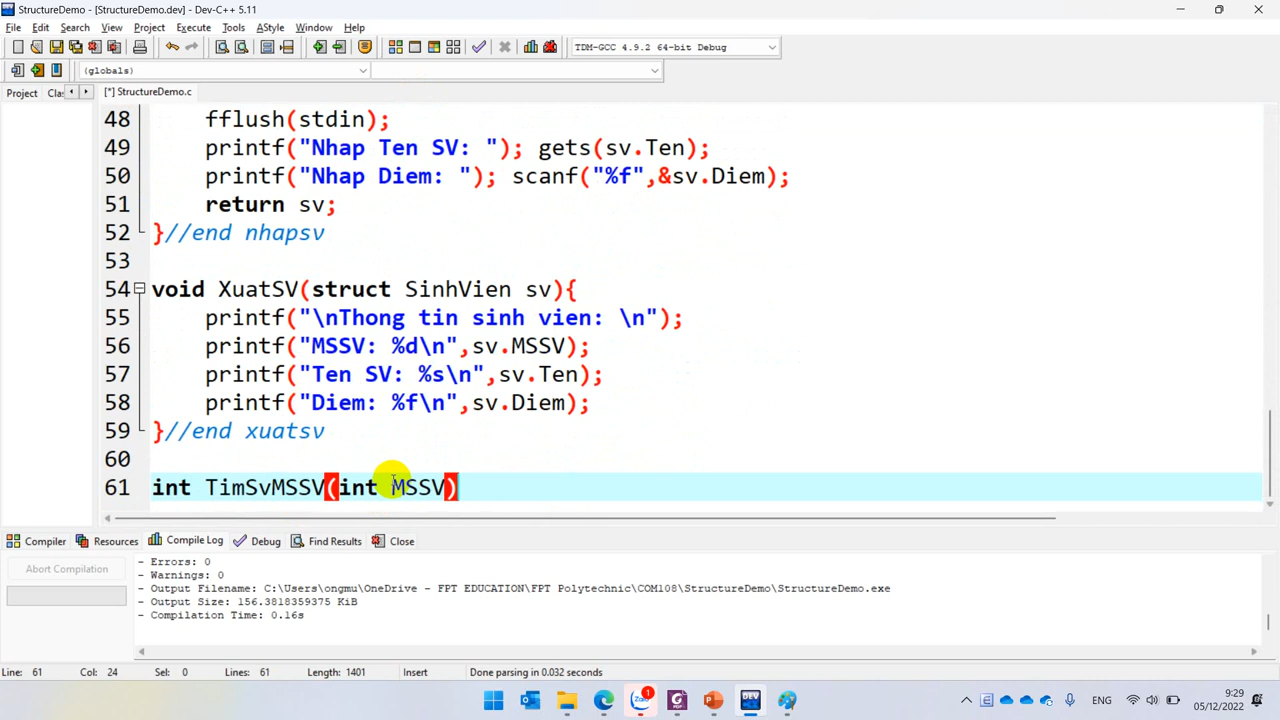 StructureDemo - [StructureDemo.dev] - Dev-C++ 5.11
File Edit Search View Project Execute Tools AStyle Window Help
TDM-GCC 4.9.2 64-bit Debug
(globals)
Project Clas [*] StructureDemo.c
48 fflush(stdin);
49 printf("Nhap Ten SV: "); gets(sv.Ten);
50 printf("Nhap Diem: "); scanf("%f",&sv.Diem);
51 return sv;
52 }//end nhapsv
53
54 void XuatSV(struct SinhVien sv){
55 printf("\nThong tin sinh vien: \n");
56 printf("MSSV: %d\n",sv.MSSV);
57 printf("Ten SV: %s\n",sv.Ten);
58 printf("Diem: %f\n",sv.Diem);
59 }//end xuatsv
60
61 int TimSvMSSV(int MSSV)
Compiler Resources Compile Log Debug Find Results Close
Abort Compilation
- Errors: 0
- Warnings: 0
- Output Filename: C:\Users\ongmu\OneDrive - FPT EDUCATION\FPT Polytechnic\COM108\StructureDemo\StructureDemo.exe
- Output Size: 156.3818359375 KiB
- Compilation Time: 0.16s
Line: 61 Col: 24 Sel: 0 Lines: 61 Length: 1401 Insert Done parsing in 0.032 seconds
Zalo 1 PDF P DEV ENG 9:29
05/12/2022